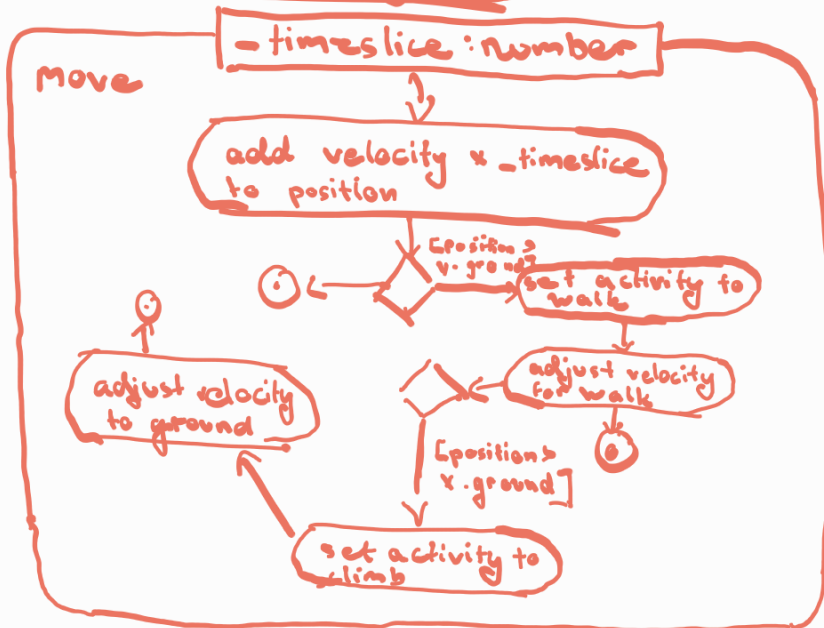 _timeslice : number
move
add velocity x _timeslice
to position
[position >
y.ground]
set activity to
walk
adjust velocity
for walk
adjust velocity
to ground
[position >
x.ground]
set activity to
climb